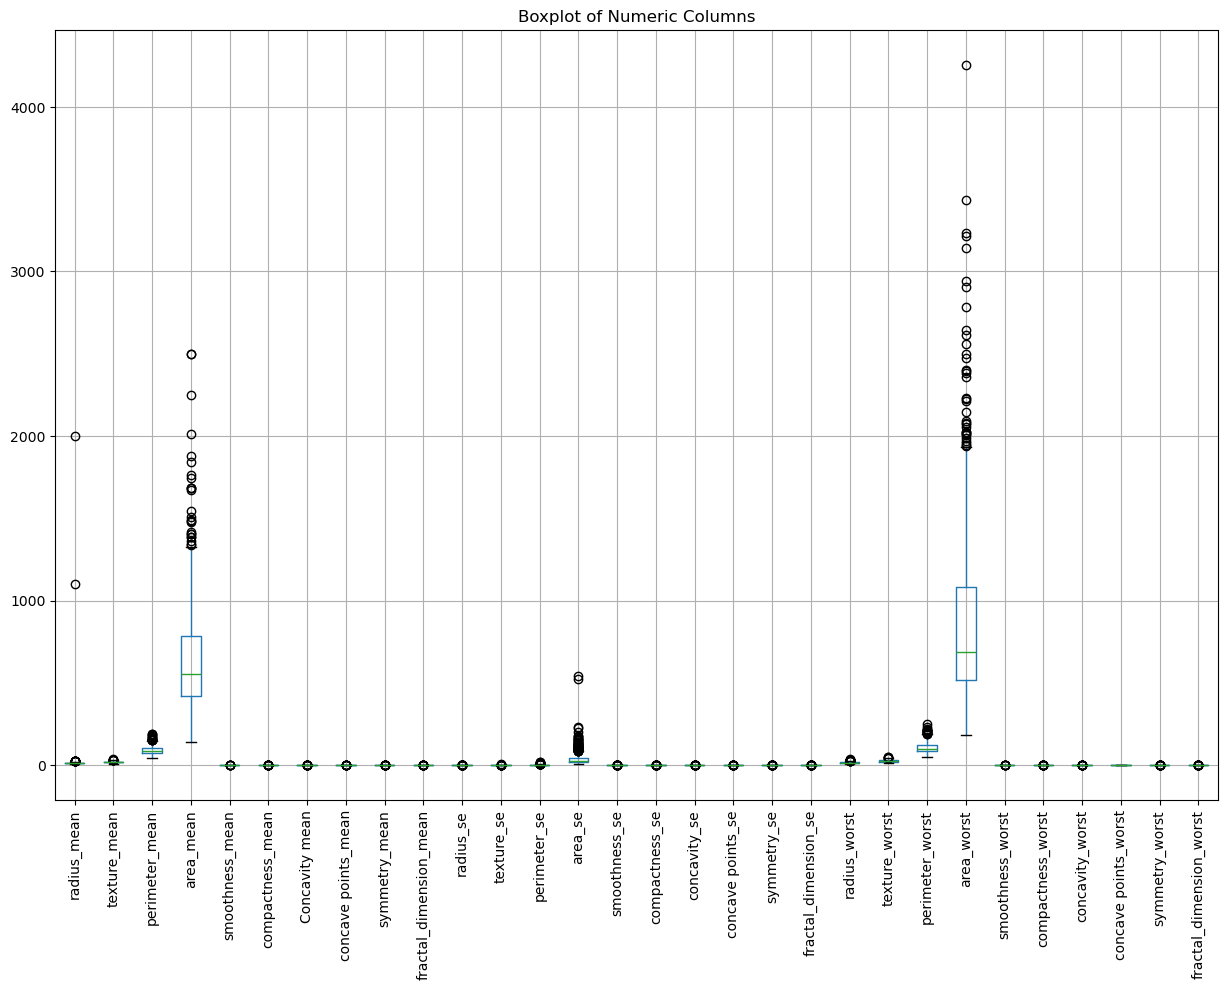 Boxplot of Numeric Columns
4000
3000
2000
1000
0
radius_mean
texture_mean
perimeter_mean
area_mean
smoothness_mean
compactness_mean
Concavity mean
concave points_mean
symmetry_mean
fractal_dimension_mean
radius_se
texture_se
perimeter_se
area_se
smoothness_se
compactness_se
concavity_se
concave points_se
symmetry_se
fractal_dimension_se
radius_worst
texture_worst
perimeter_worst
area_worst
smoothness_worst
compactness_worst
concavity_worst
concave points_worst
symmetry_worst
fractal_dimension_worst